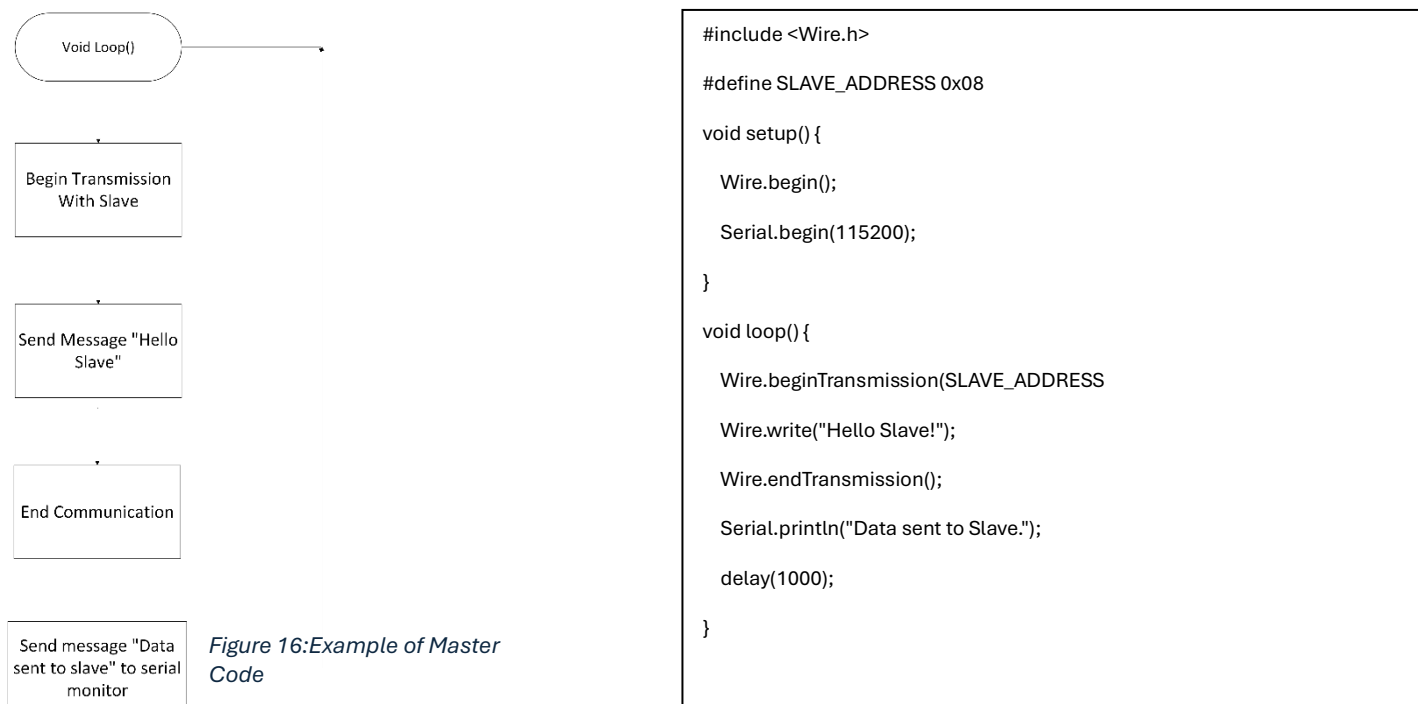 Void Loop()
Begin Transmission
With Slave
Send Message "Hello
Slave"
End Communication
Send message "Data
sent to slave" to serial
monitor
Figure 16:Example of Master
Code
#include <Wire.h>
#define SLAVE_ADDRESS 0x08
void setup() {
Wire.begin();
Serial.begin(115200);
}
void loop() {
Wire.beginTransmission(SLAVE_ADDRESS
Wire.write("Hello Slave!");
Wire.endTransmission();
Serial.println("Data sent to Slave.");
delay(1000);
}